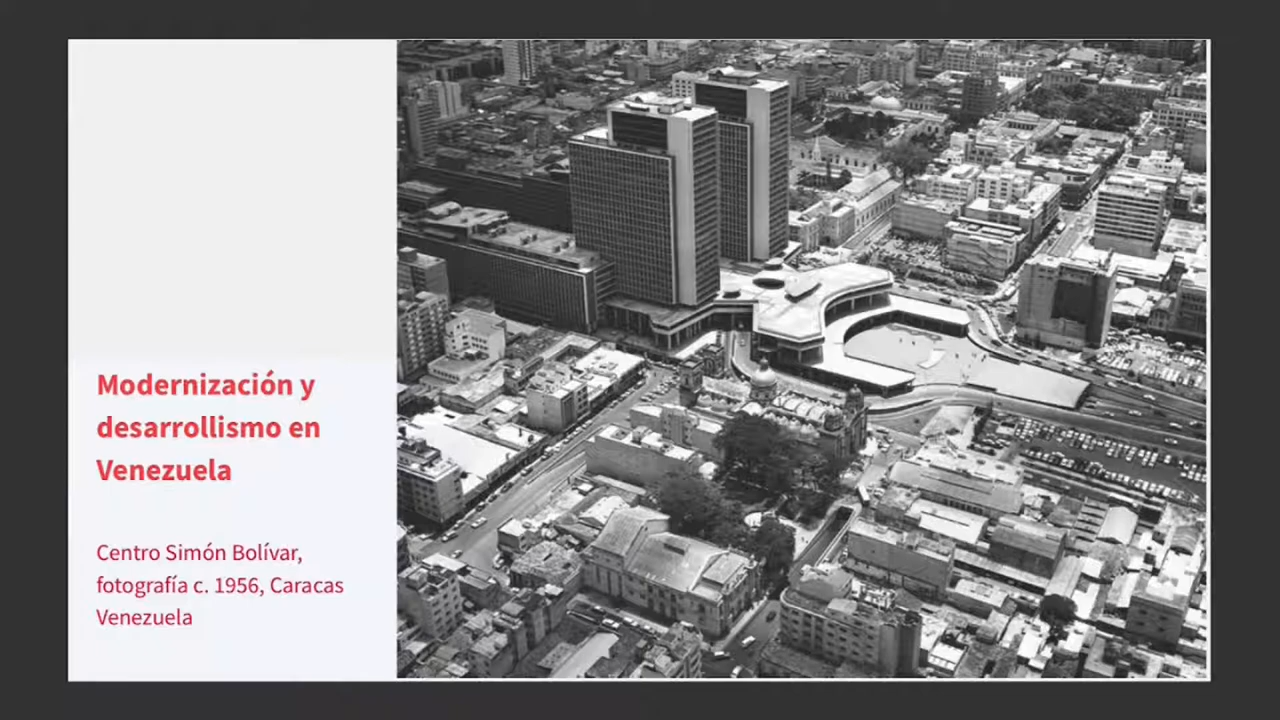 Modernización y
desarrollismo en
Venezuela
Centro Simón Bolívar,
fotografía c. 1956, Caracas
Venezuela